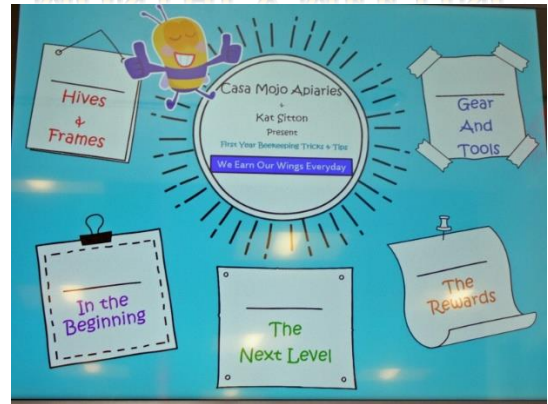 Casa Mojo Apiaries
&
Kat Sitton
Present
First Year Beekeeping Tricks & Tips
We Earn Our Wings Everyday
Hives
&
Frames
Gear
And
Tools
In the
Beginning
The
Next Level
The
Rewards